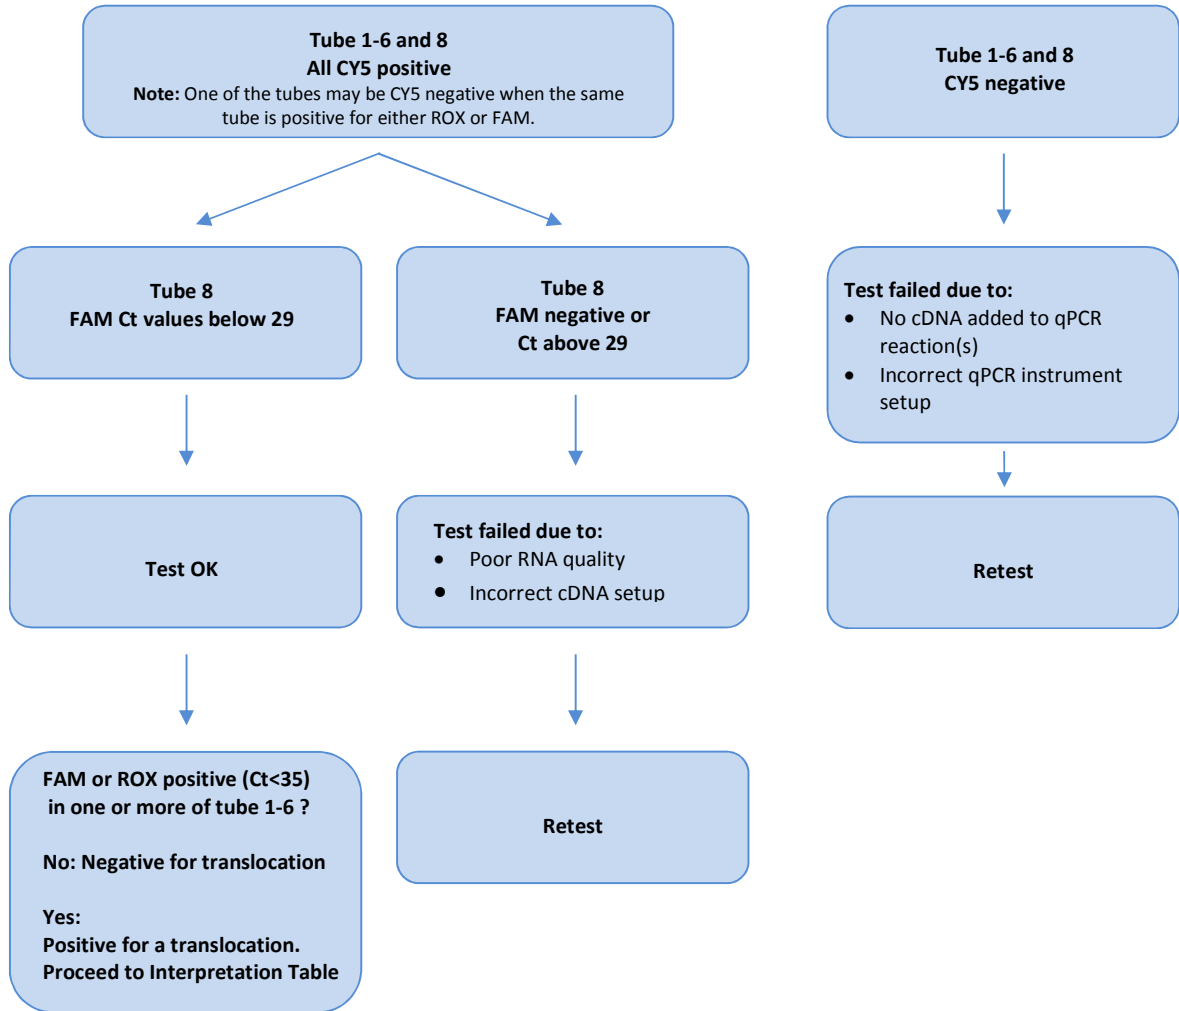 Tube 1-6 and 8
All CY5 positive
Note: One of the tubes may be CY5 negative when the same
tube is positive for either ROX or FAM.
Tube 1-6 and 8
CY5 negative
Tube 8
FAM Ct values below 29
Tube 8
FAM negative or
Ct above 29
Test failed due to:
• No cDNA added to qPCR
reaction(s)
• Incorrect qPCR instrument
setup
Test OK
Test failed due to:
• Poor RNA quality
• Incorrect cDNA setup
Retest
FAM or ROX positive (Ct<35)
in one or more of tube 1-6 ?
No: Negative for translocation
Yes:
Positive for a translocation.
Proceed to Interpretation Table
Retest